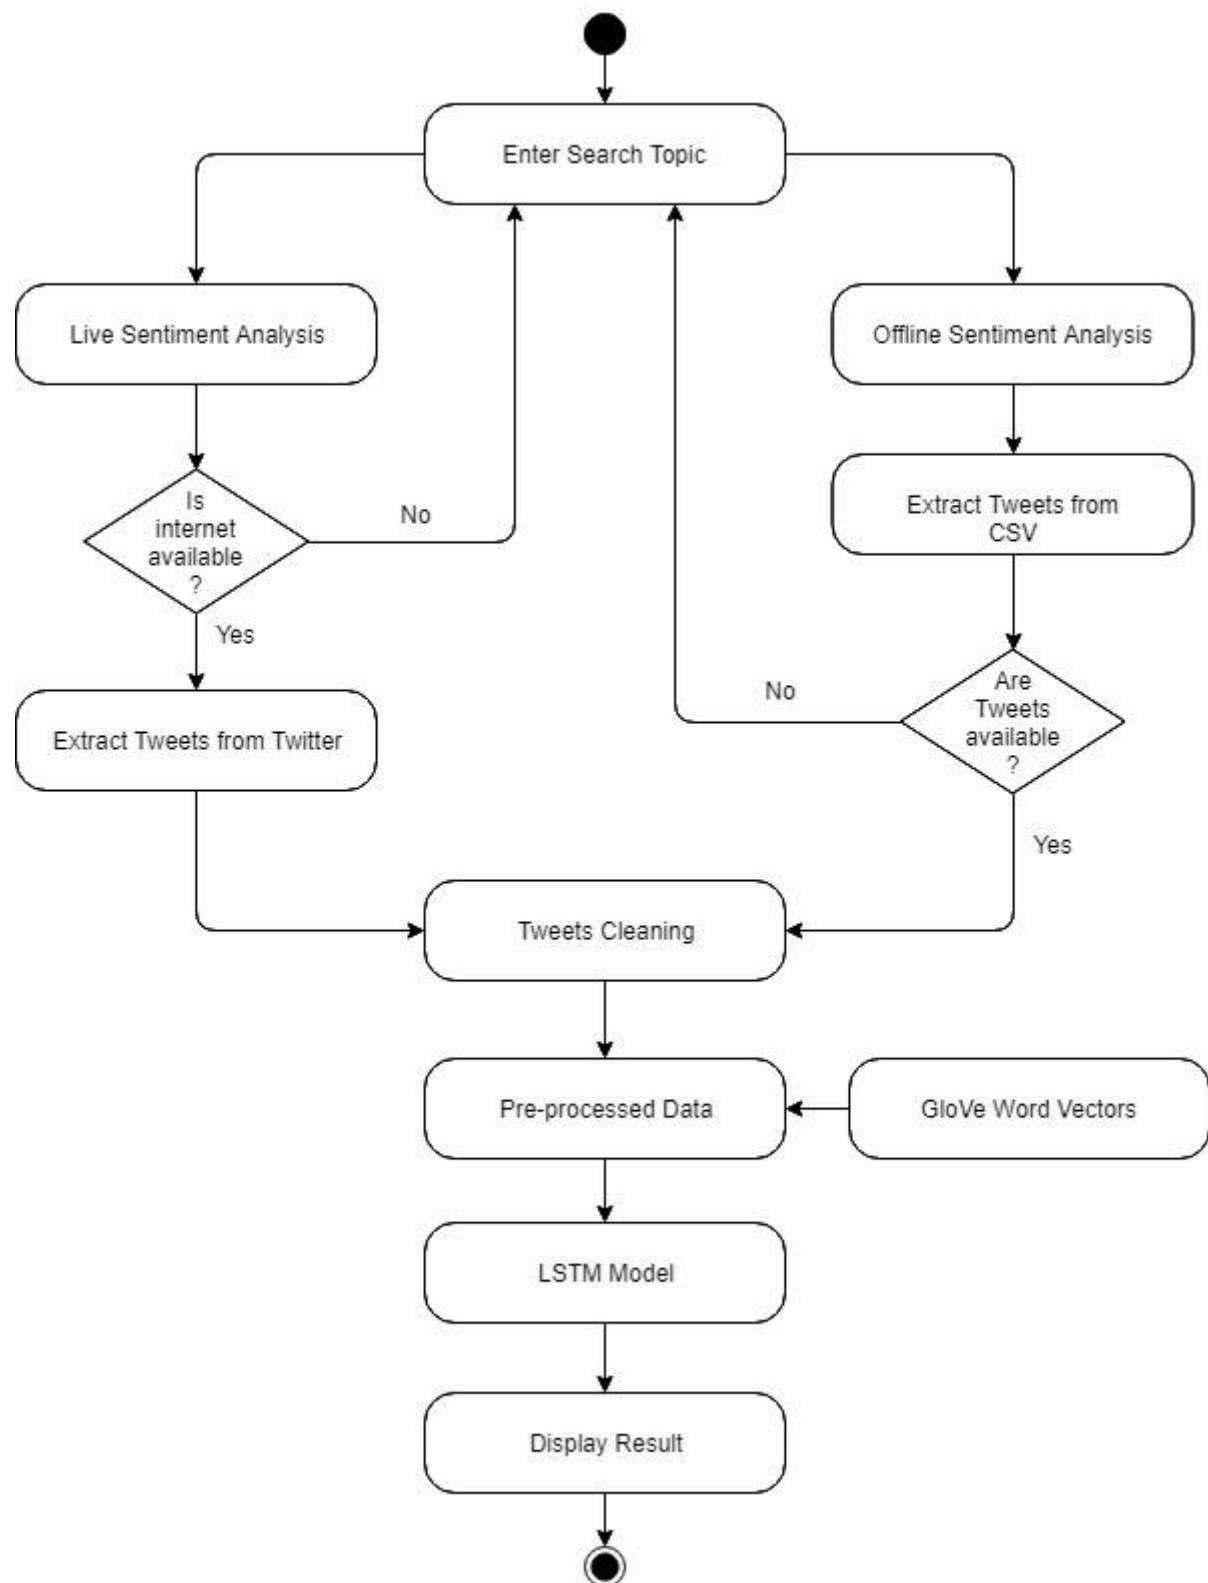 Enter Search Topic
Live Sentiment Analysis
Offline Sentiment Analysis
Is
internet
available
?
No
Yes
Extract Tweets from
CSV
Extract Tweets from Twitter
Are
Tweets
available
?
No
Yes
Tweets Cleaning
Pre-processed Data
GloVe Word Vectors
LSTM Model
Display Result